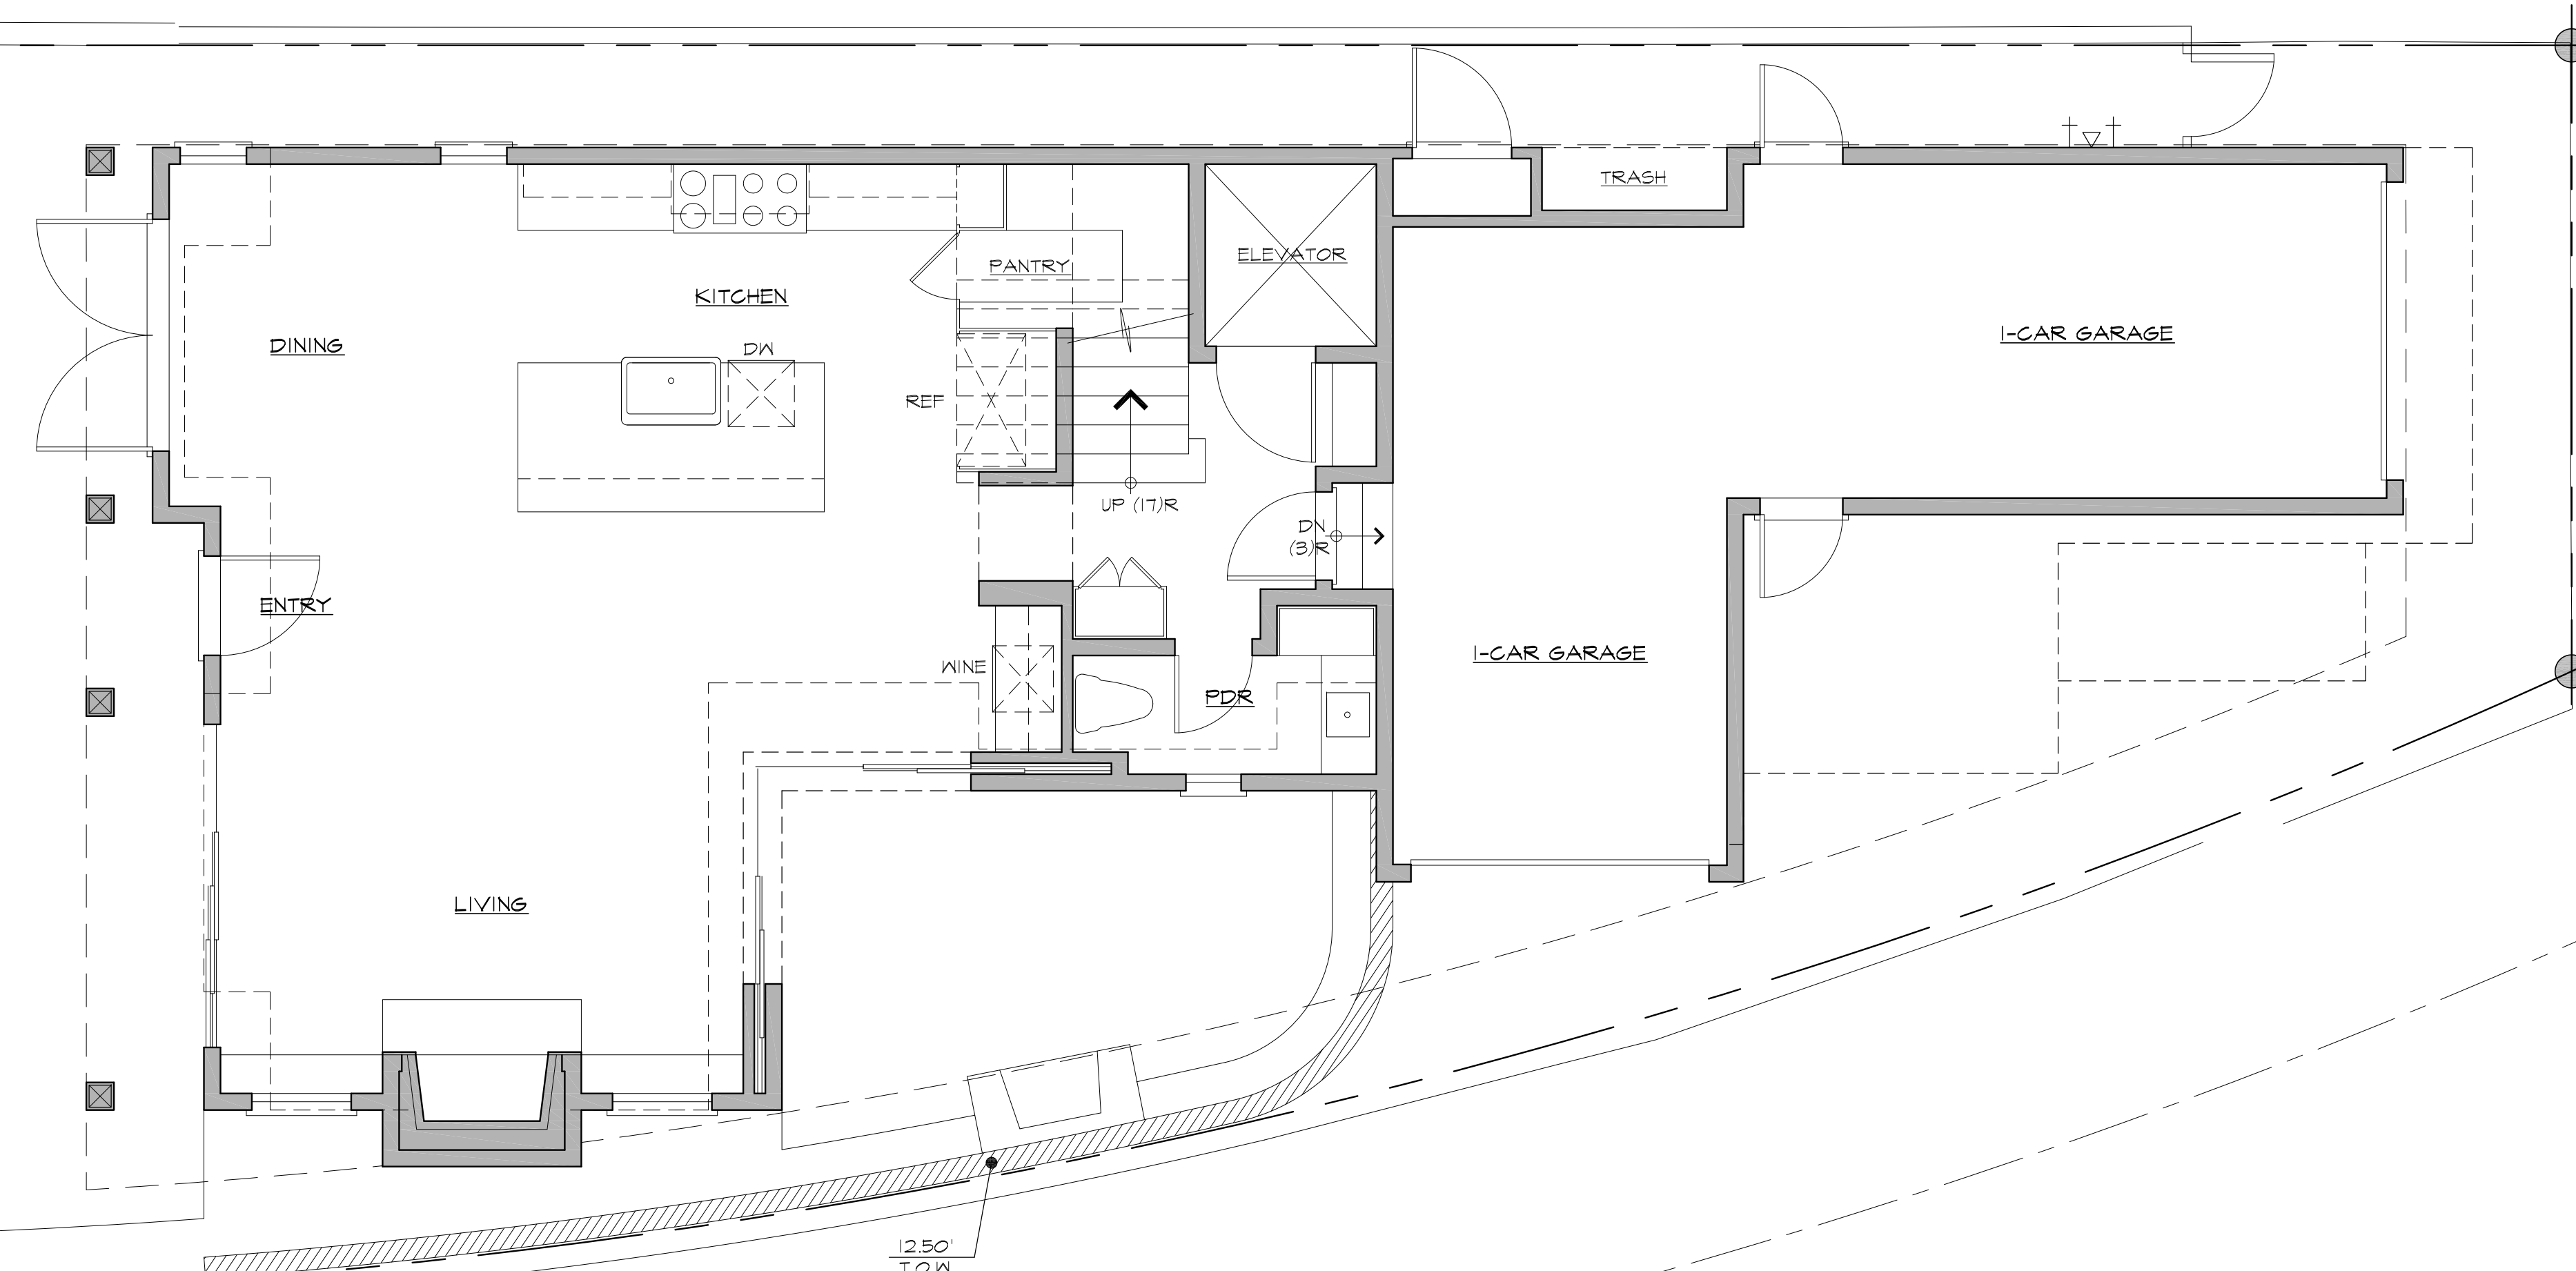 TRASH
ELEVATOR
PANTRY
KITCHEN
1-CAR GARAGE
DINING
DW
REF
UP (17)R
DN
(3)R
ENTRY
1-CAR GARAGE
WINE
PDR
LIVING
12.50'
T.O.W.